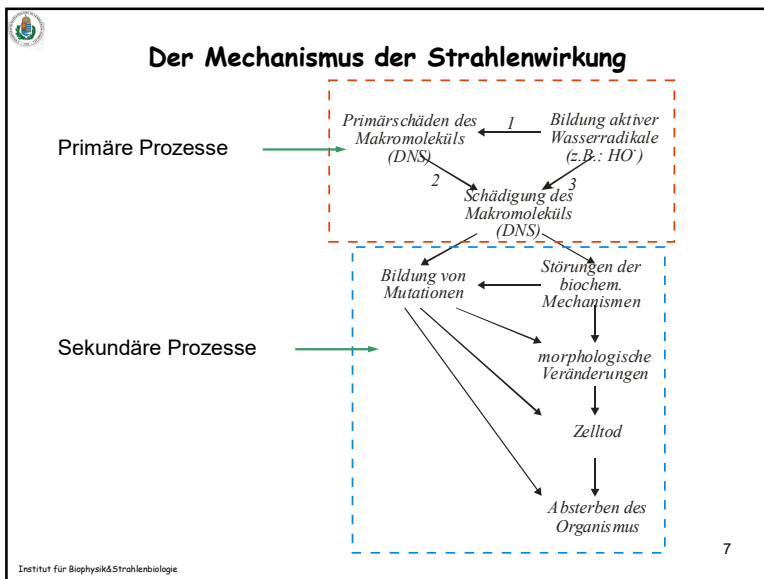 Der Mechanismus der Strahlenwirkung
Primäre Prozesse
Primärschäden des
Makromoleküls
(DNS)
1
Bildung aktiver
Wasserradikale
(z.B.: HO·)
2
3
Schädigung des
Makromoleküls
(DNS)
Bildung von
Mutationen
Störungen der
biochem.
Mechanismen
Sekundäre Prozesse
morphologische
Veränderungen
Zelltod
Absterben des
Organismus
7
Institut für Biophysik&Strahlenbiologie